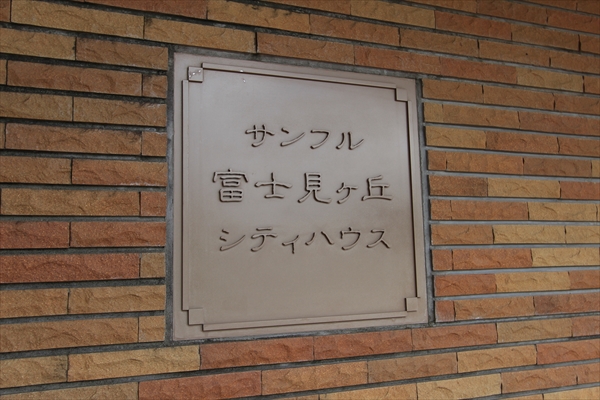 サンフル
富士見ヶ丘
シティハウス